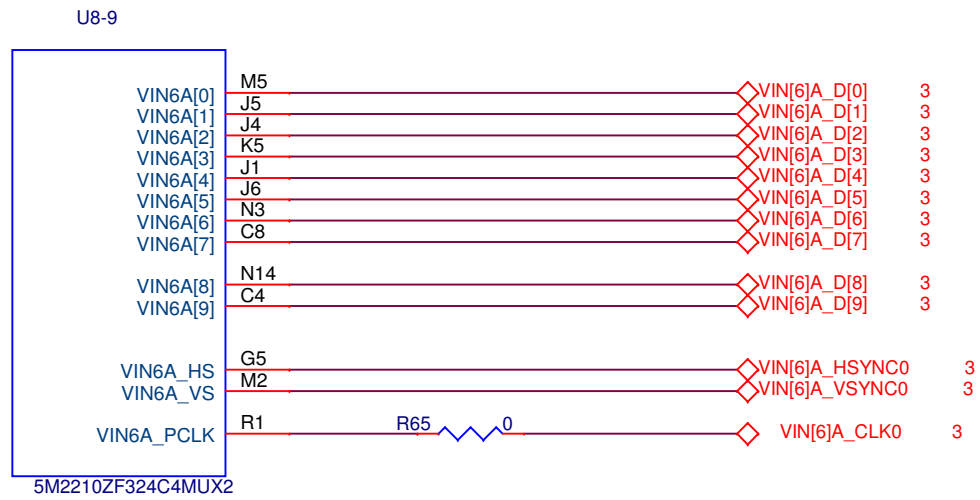 U8-9
VIN6A[0] M5 VIN[6]A_D[0] 3
VIN6A[1] J5 VIN[6]A_D[1] 3
VIN6A[2] J4 VIN[6]A_D[2] 3
VIN6A[3] K5 VIN[6]A_D[3] 3
VIN6A[4] J1 VIN[6]A_D[4] 3
VIN6A[5] J6 VIN[6]A_D[5] 3
VIN6A[6] N3 VIN[6]A_D[6] 3
VIN6A[7] C8 VIN[6]A_D[7] 3
VIN6A[8] N14 VIN[6]A_D[8] 3
VIN6A[9] C4 VIN[6]A_D[9] 3
VIN6A_HS G5 VIN[6]A_HSYNC0 3
VIN6A_VS M2 VIN[6]A_VSYNC0 3
VIN6A_PCLK R1 R65 0 VIN[6]A_CLK0 3
5M2210ZF324C4MUX2